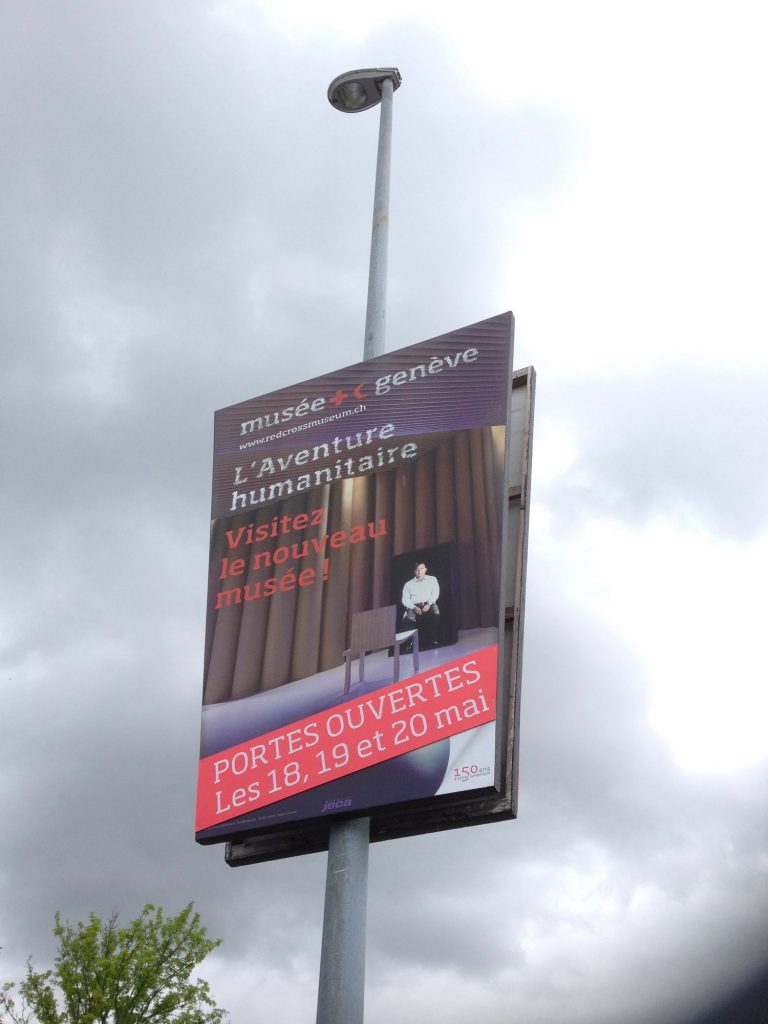 musée genève
www.redcrossmuseum.ch
L'Aventure
humanitaire
Visitez
le nouveau
musée !
PORTES OUVERTES
Les 18, 19 et 20 mai
150 ans
jeca